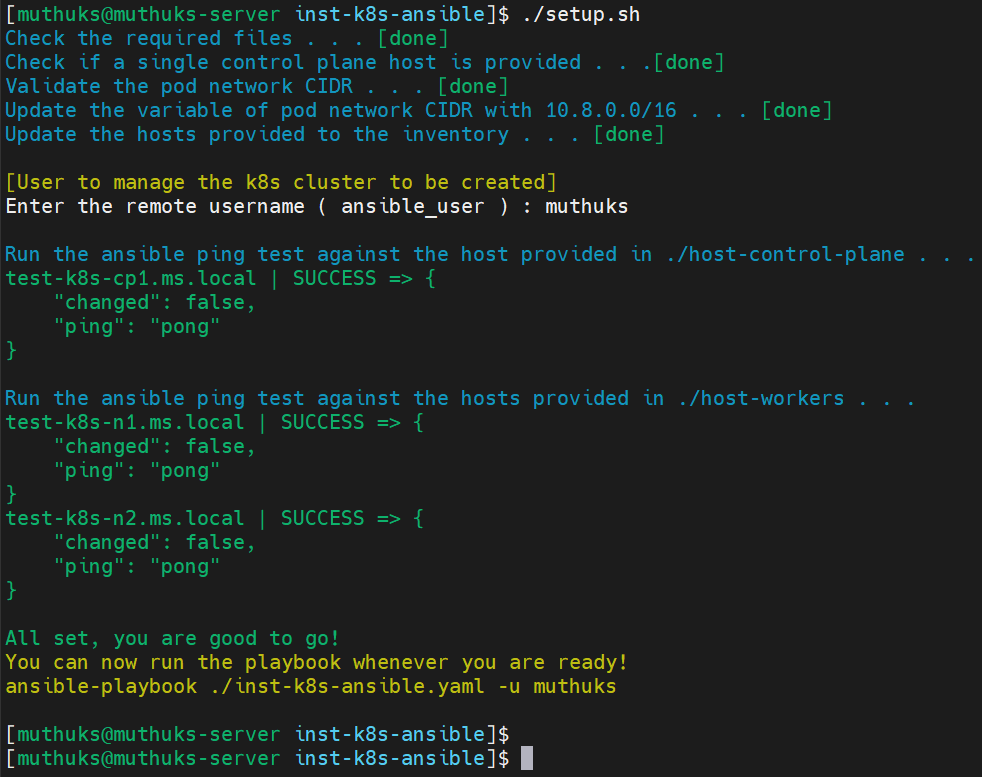 [muthuks@muthuks-server inst-k8s-ansible]$ ./setup.sh
Check the required files . . . [done]
Check if a single control plane host is provided . . .[done]
Validate the pod network CIDR . . . [done]
Update the variable of pod network CIDR with 10.8.0.0/16 . . . [done]
Update the hosts provided to the inventory . . . [done]

[User to manage the k8s cluster to be created]
Enter the remote username ( ansible_user ) : muthuks

Run the ansible ping test against the host provided in ./host-control-plane . . .
test-k8s-cp1.ms.local | SUCCESS => {
    "changed": false,
    "ping": "pong"
}

Run the ansible ping test against the hosts provided in ./host-workers . . .
test-k8s-n1.ms.local | SUCCESS => {
    "changed": false,
    "ping": "pong"
}
test-k8s-n2.ms.local | SUCCESS => {
    "changed": false,
    "ping": "pong"
}

All set, you are good to go!
You can now run the playbook whenever you are ready!
ansible-playbook ./inst-k8s-ansible.yaml -u muthuks

[muthuks@muthuks-server inst-k8s-ansible]$
[muthuks@muthuks-server inst-k8s-ansible]$